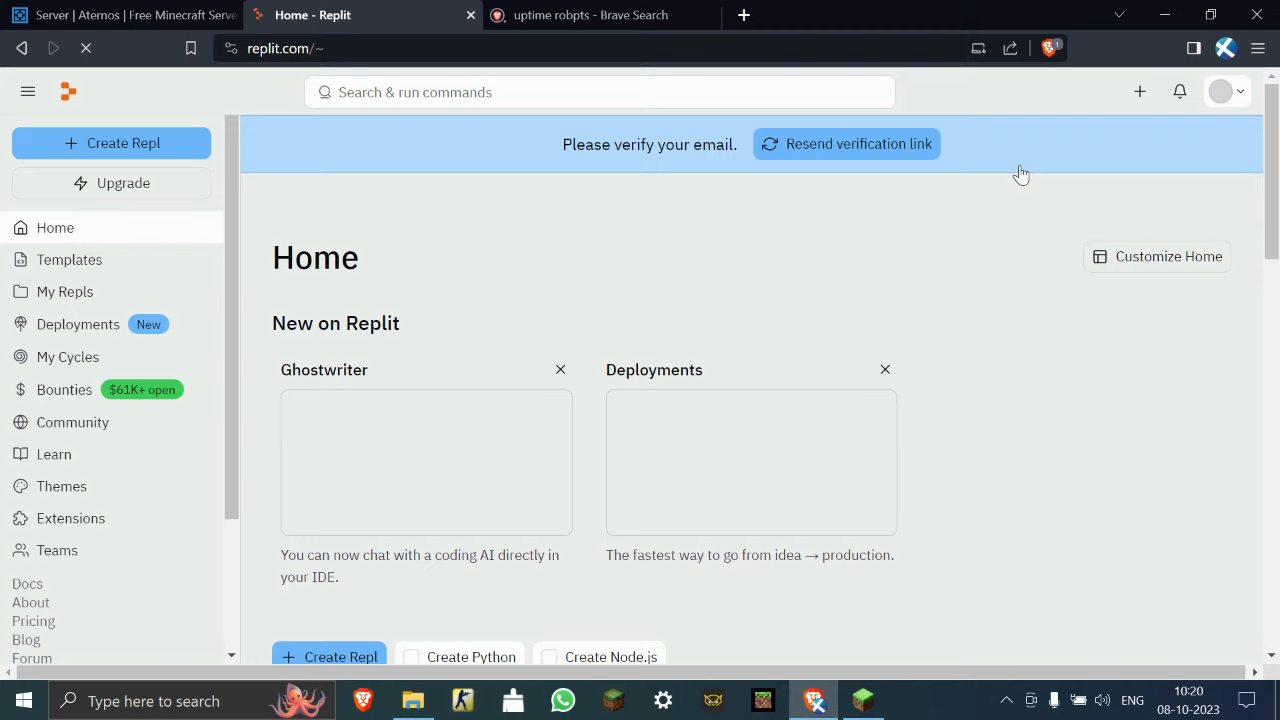 Server | Aternos | Free Minecraft Serve
Home - Replit
uptime robpts - Brave Search
replit.com/~
1
Search & run commands
Create Repl
Please verify your email.
Resend verification link
Upgrade
Home
Templates
My Repls
Deployments New
My Cycles
Bounties $61K+ open
Community
Learn
Themes
Extensions
Teams
Docs
About
Pricing
Blog
Forum
Home
Customize Home
New on Replit
Ghostwriter
Deployments
You can now chat with a coding AI directly in
your IDE.
The fastest way to go from idea → production.
Create Repl
Create Python
Create Node.js
Type here to search
ENG
10:20
08-10-2023